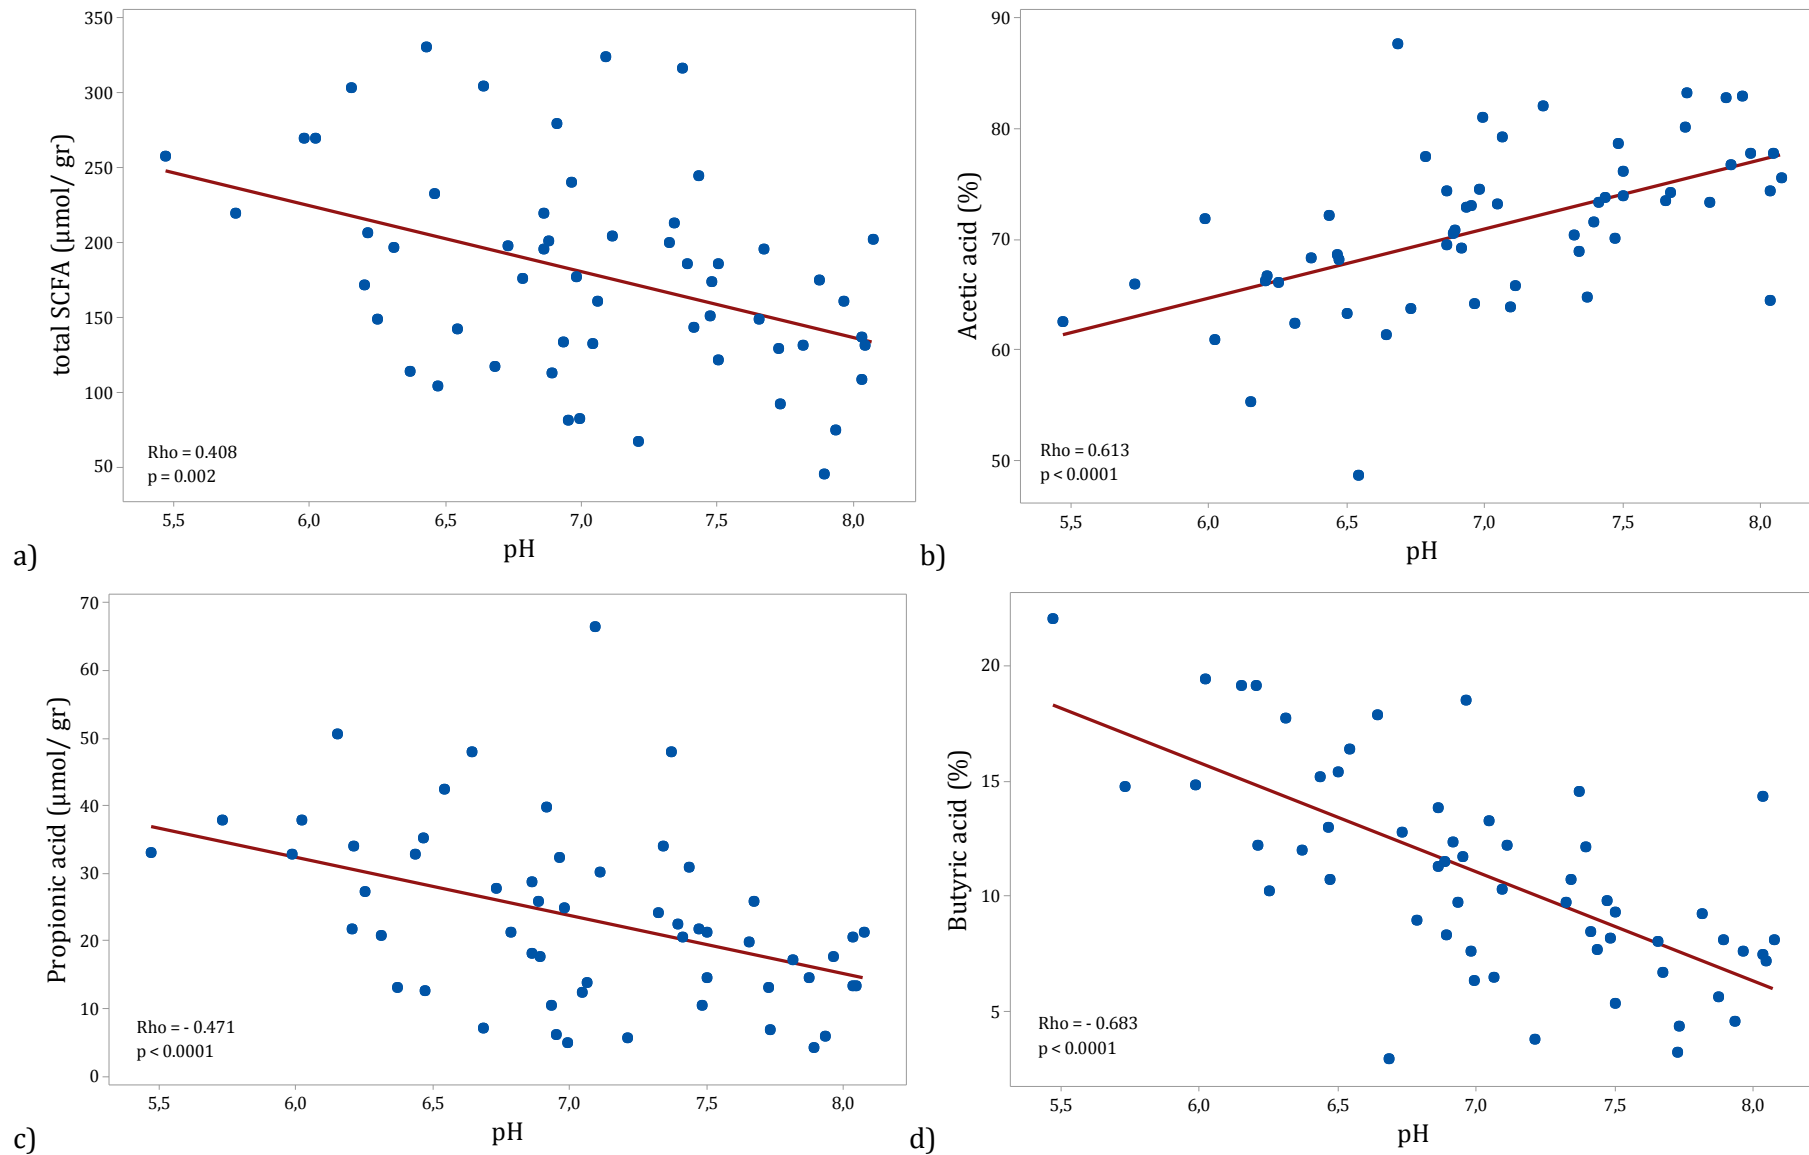 350
300
250
200
150
100
50
total SCFA (μmol/ gr)
Rho = 0.408
p = 0.002
5,5 6,0 6,5 7,0 7,5 8,0
pH
a)
90
80
70
60
50
Acetic acid (%)
Rho = 0.613
p < 0.0001
5,5 6,0 6,5 7,0 7,5 8,0
pH
b)
70
60
50
40
30
20
10
0
Propionic acid (μmol/ gr)
Rho = - 0.471
p < 0.0001
5,5 6,0 6,5 7,0 7,5 8,0
pH
c)
20
15
10
5
Butyric acid (%)
Rho = - 0.683
p < 0.0001
5,5 6,0 6,5 7,0 7,5 8,0
pH
d)